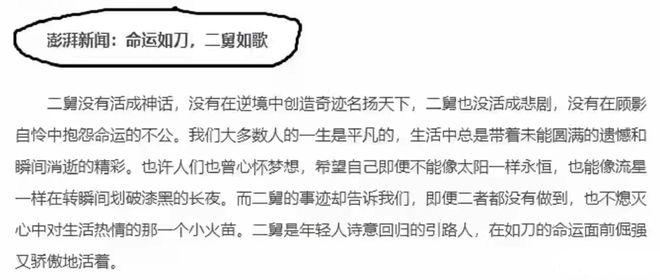 澎湃新闻：命运如刀，二舅如歌
二舅没有活成神话，没有在逆境中创造奇迹名扬天下，二舅也没活成悲剧，没有在顾影
自怜中抱怨命运的不公。我们大多数人的一生是平凡的，生活中总是带着未能圆满的遗憾和
瞬间消逝的精彩。也许人们也曾心怀梦想，希望自己即便不能像太阳一样永恒，也能像流星
一样在转瞬间划破漆黑的长夜。而二舅的事迹却告诉我们，即便二者都没有做到，也不熄灭
心中对生活热情的那一个小火苗。二舅是年轻人诗意回归的引路人，在如刀的命运面前倔强
又骄傲地活着。